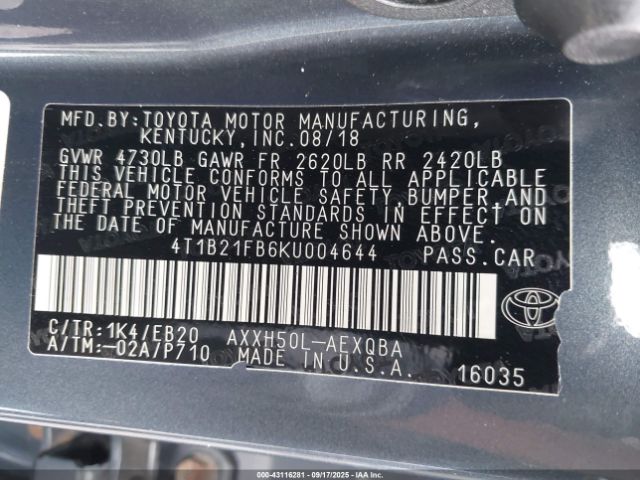 MFD.BY:TOYOTA MOTOR MANUFACTURING,
KENTUCKY,INC.08/18
GVWR 4730LB GAWR FR 2620LB RR 2420LB
THIS VEHICLE CONFORMS TO ALL APPLICABLE
FEDERAL MOTOR VEHICLE SAFETY,BUMPER,AND
THEFT PREVENTION STANDARDS IN EFFECT ON
THE DATE OF MANUFACTURE SHOWN ABOVE.
4T1B21FB6KU004644 PASS.CAR
C/TR:1K4/EB20 AXXH50L-AEXQBA
A/TM:-02A/P710 MADE IN U.S.A. 16035
TOYOTA
000-43116281 - 09/17/2025 - IAAI.COM